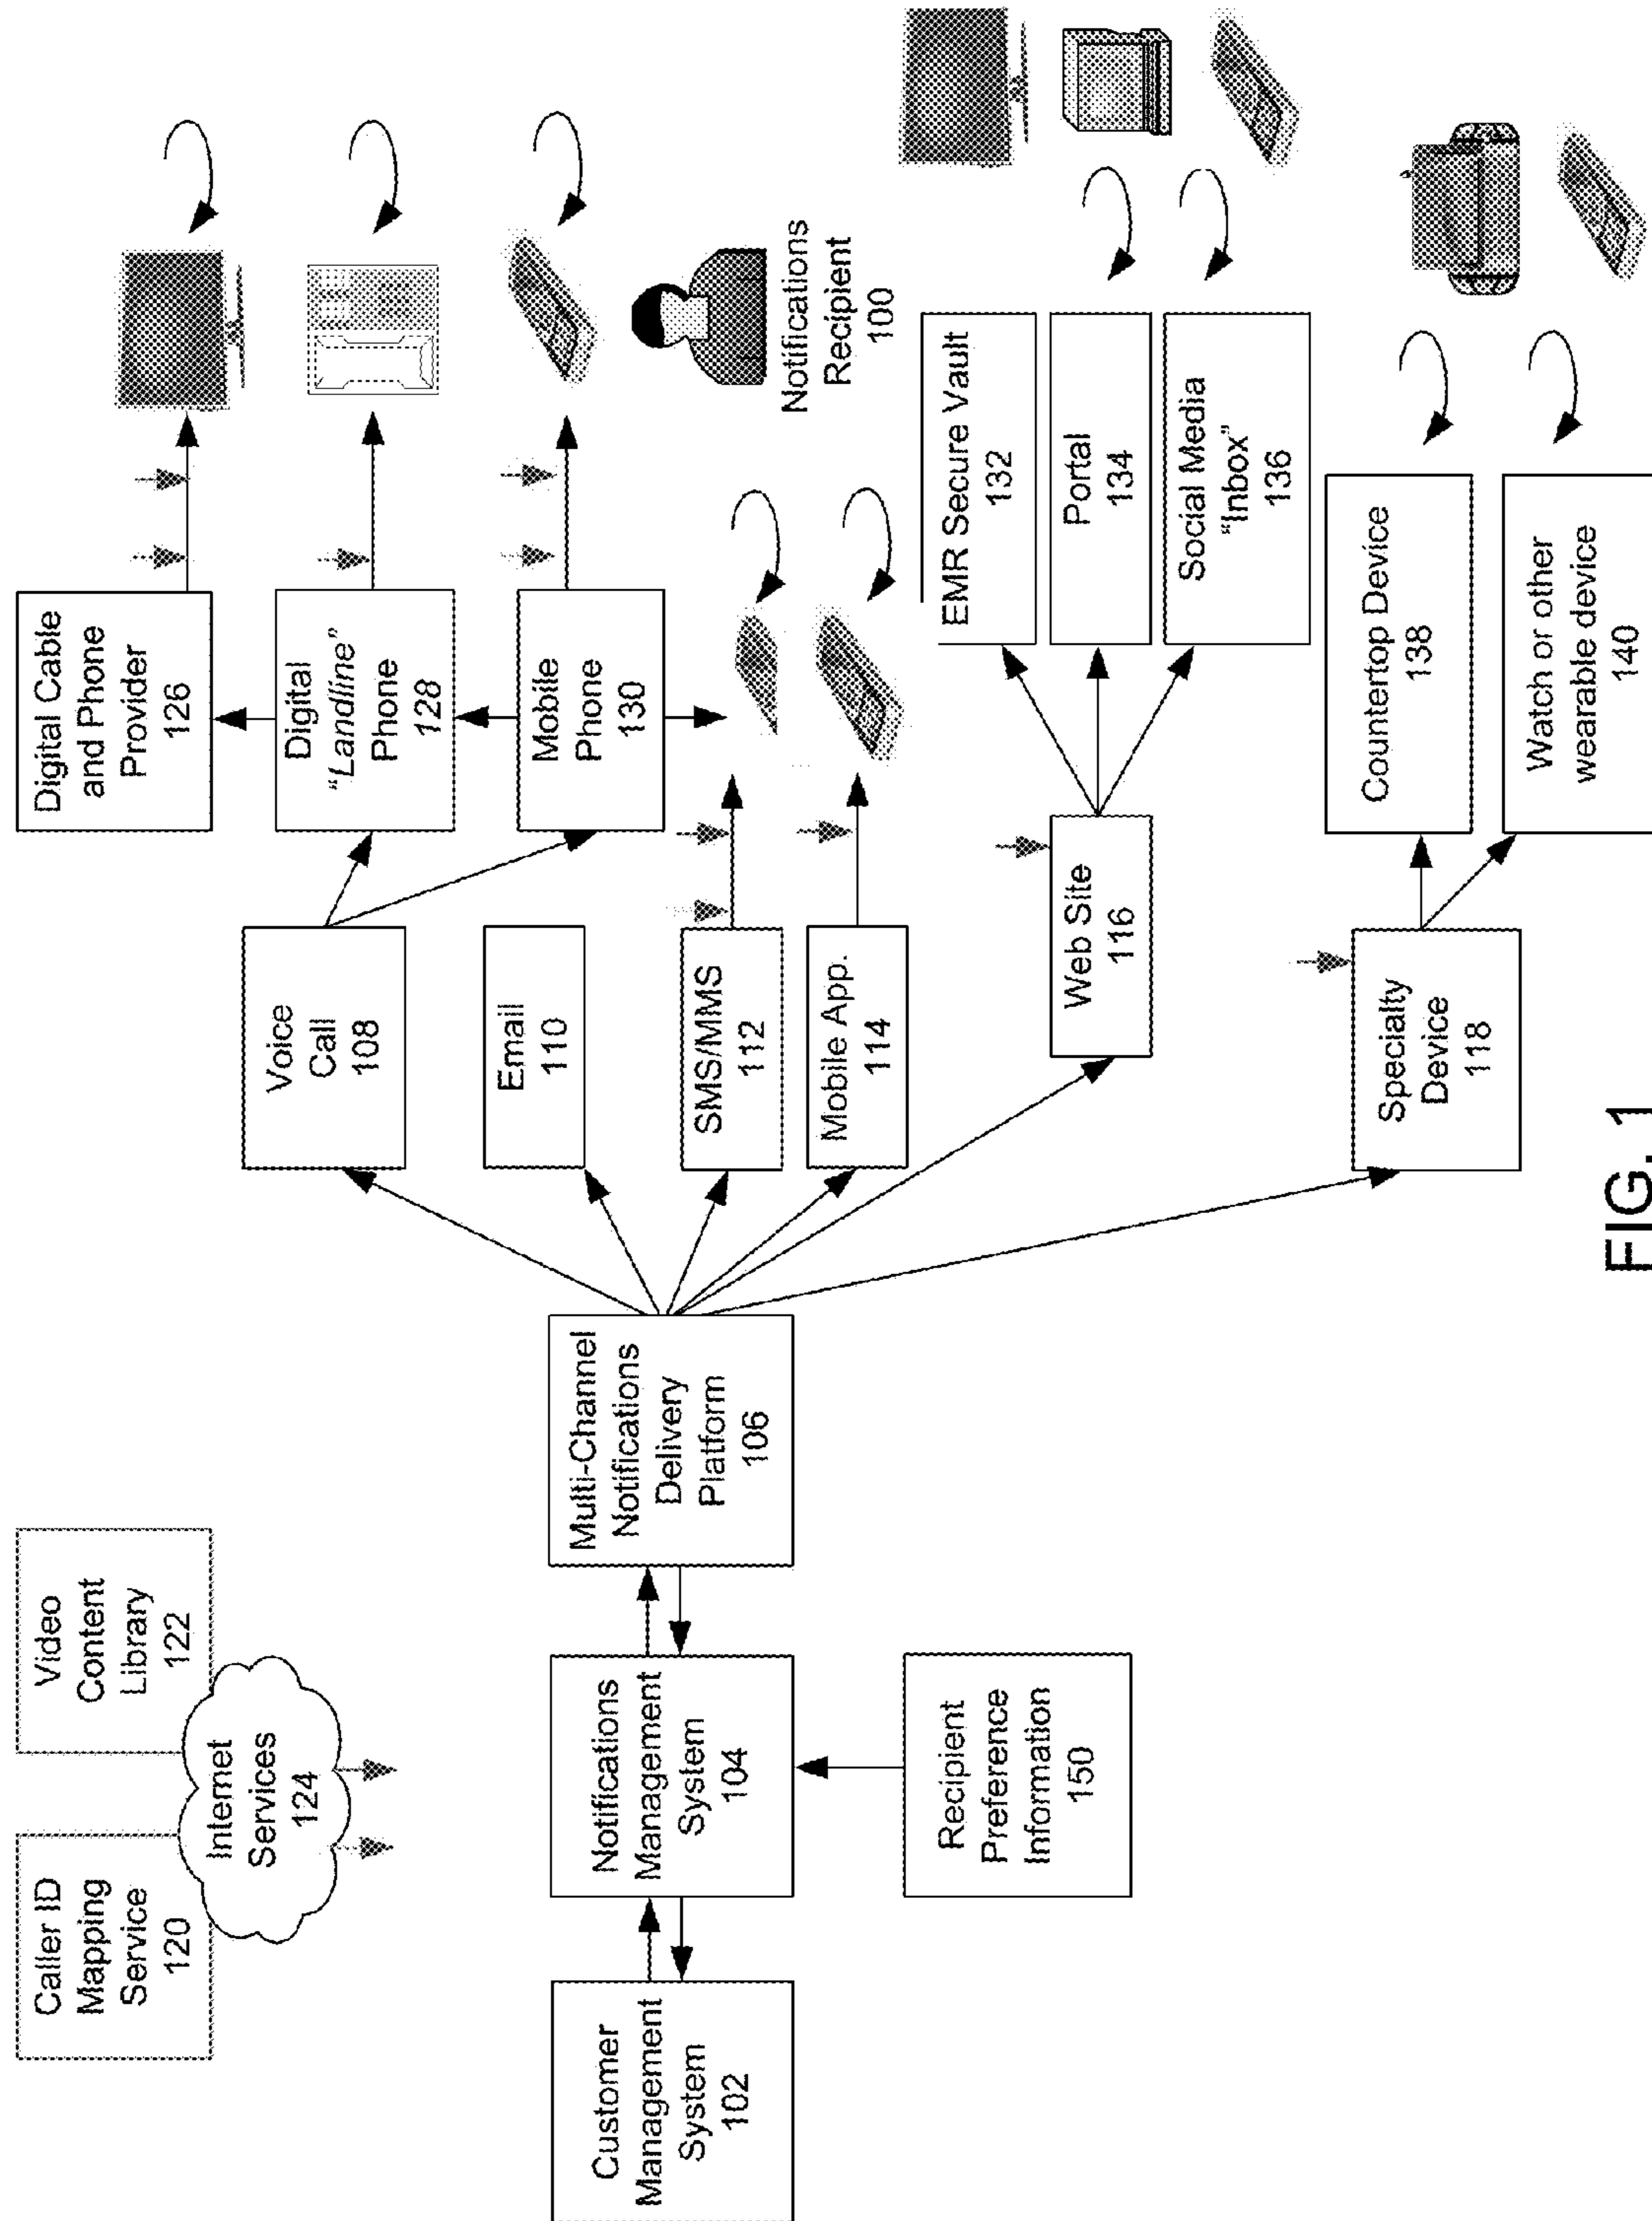 Caller ID
Mapping
Service
120
Video
Content
Library
122
Internet
Services
124
Customer
Management
System
102
Notifications
Management
System
104
Recipient
Preference
Information
150
Multi-Channel
Notifications
Delivery
Platform
106
Voice
Call
108
Email
110
SMS/MMS
112
Mobile App.
114
Web Site
116
Specialty
Device
118
Digital Cable
and Phone
Provider
126
Digital
“Landline”
Phone
128
Mobile
Phone
130
Notifications
Recipient
100
EMR Secure Vault
132
Portal
134
Social Media
“Inbox”
136
Countertop Device
138
Watch or other
wearable device
140
FIG. 1